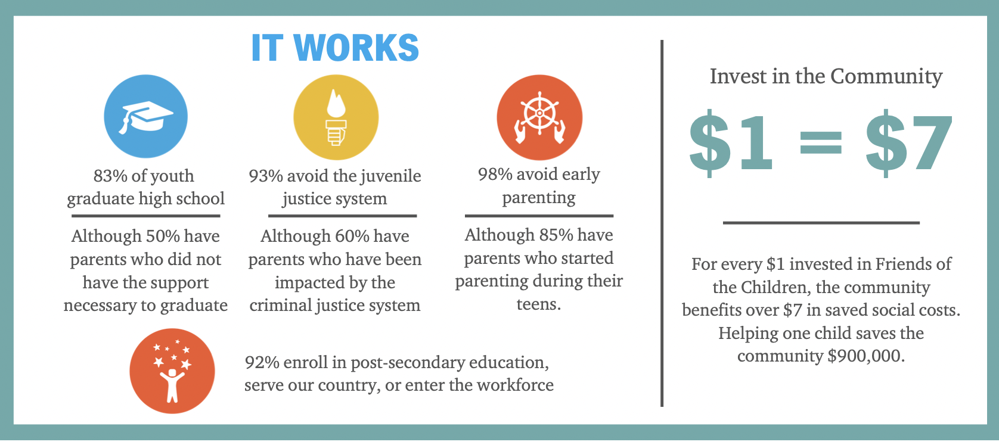 IT WORKS
83% of youth
graduate high school
Although 50% have
parents who did not
have the support
necessary to graduate
93% avoid the juvenile
justice system
Although 60% have
parents who have been
impacted by the
criminal justice system
98% avoid early
parenting
Although 85% have
parents who started
parenting during their
teens.
92% enroll in post-secondary education,
serve our country, or enter the workforce
Invest in the Community
$1 = $7
For every $1 invested in Friends of
the Children, the community
benefits over $7 in saved social costs.
Helping one child saves the
community $900,000.